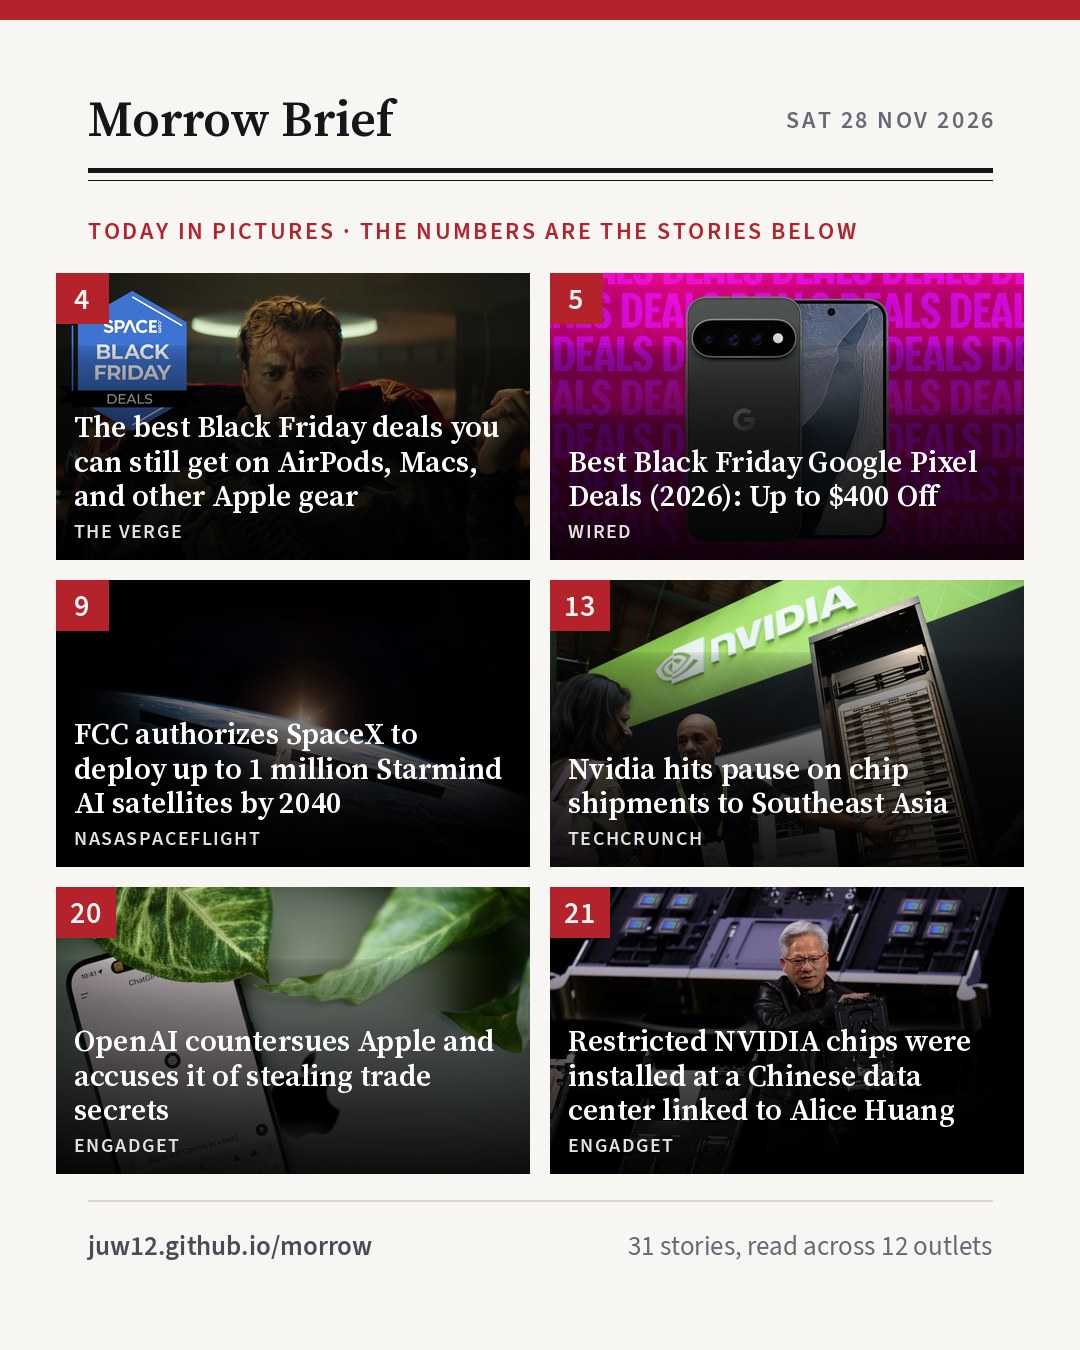 Morrow Brief
SAT 28 NOV 2026
TODAY IN PICTURES · THE NUMBERS ARE THE STORIES BELOW
4
SPACE
BLACK
FRIDAY
DEALS
The best Black Friday deals you
can still get on AirPods, Macs,
and other Apple gear
THE VERGE
5
DEALS
Best Black Friday Google Pixel
Deals (2026): Up to $400 Off
WIRED
9
FCC authorizes SpaceX to
deploy up to 1 million Starmind
AI satellites by 2040
NASASPACEFLIGHT
13
NVIDIA
Nvidia hits pause on chip
shipments to Southeast Asia
TECHCRUNCH
20
10:41
OpenAI countersues Apple and
accuses it of stealing trade
secrets
ENGADGET
21
Restricted NVIDIA chips were
installed at a Chinese data
center linked to Alice Huang
ENGADGET
juw12.github.io/morrow
31 stories, read across 12 outlets